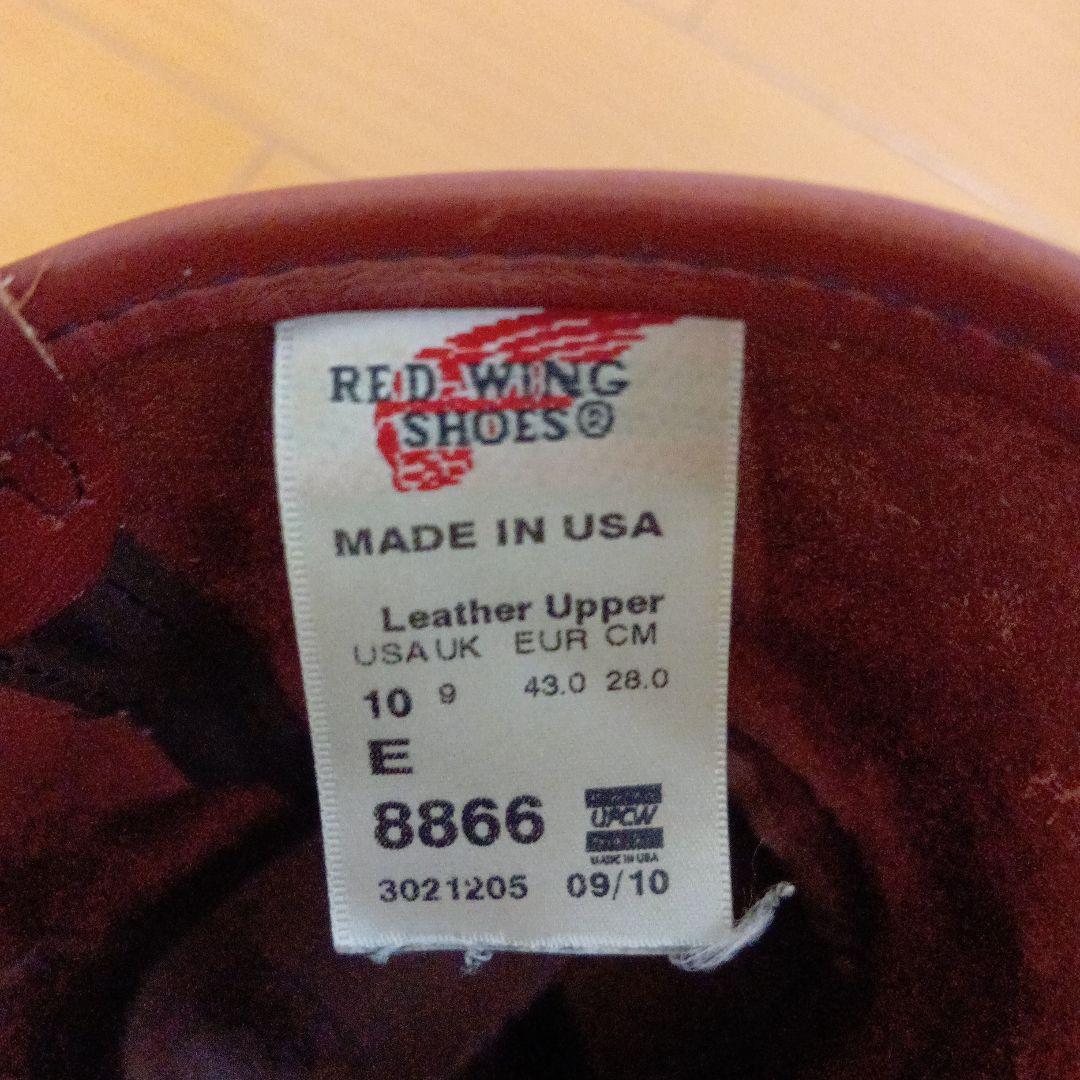 RED WING
SHOES®
MADE IN USA
Leather Upper
USA UK EUR CM
10 9 43.0 28.0
E
8866
UFCW
MADE IN USA
3021205 09/10